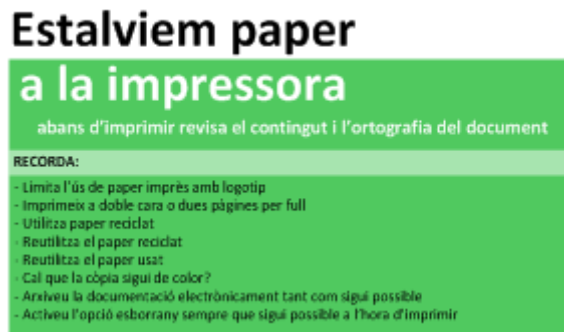 Estalviem paper
a la impressora
abans d'imprimir revisa el contingut i l'ortografia del document
RECORDA:
- Limita l'ús de paper imprès amb logotip
- Imprimeix a doble cara o dues pàgines per full
- Utilitza paper reciclat
- Reutilitza el paper reciclat
- Reutilitza el paper usat
- Cal que la còpia sigui de color?
- Arxiveu la documentació electrònicament tant com sigui possible
- Activeu l'opció esborrany sempre que sigui possible a l'hora d'imprimir